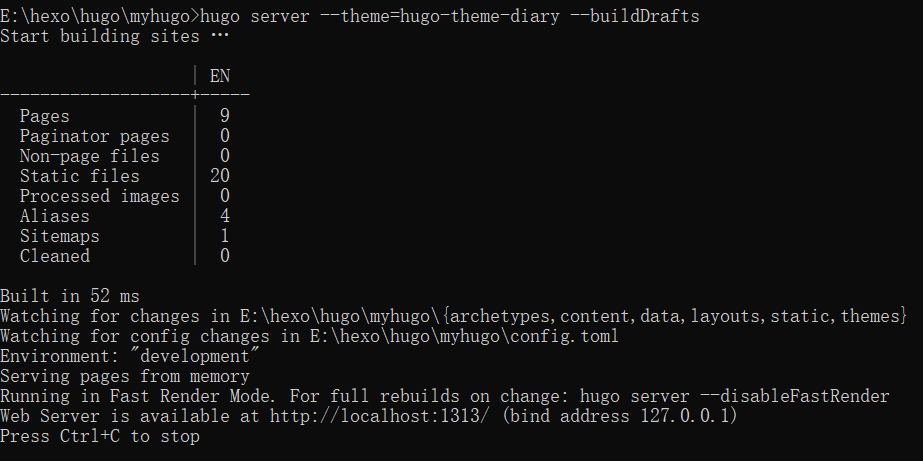 E:\hexo\hugo\myhugo>hugo server --theme=hugo-theme-diary --buildDrafts
Start building sites …
| EN
-------------------+-----
Pages | 9
Paginator pages | 0
Non-page files | 0
Static files | 20
Processed images | 0
Aliases | 4
Sitemaps | 1
Cleaned | 0
Built in 52 ms
Watching for changes in E:\hexo\hugo\myhugo\{archetypes,content,data,layouts,static,themes}
Watching for config changes in E:\hexo\hugo\myhugo\config.toml
Environment: "development"
Serving pages from memory
Running in Fast Render Mode. For full rebuilds on change: hugo server --disableFastRender
Web Server is available at http://localhost:1313/ (bind address 127.0.0.1)
Press Ctrl+C to stop